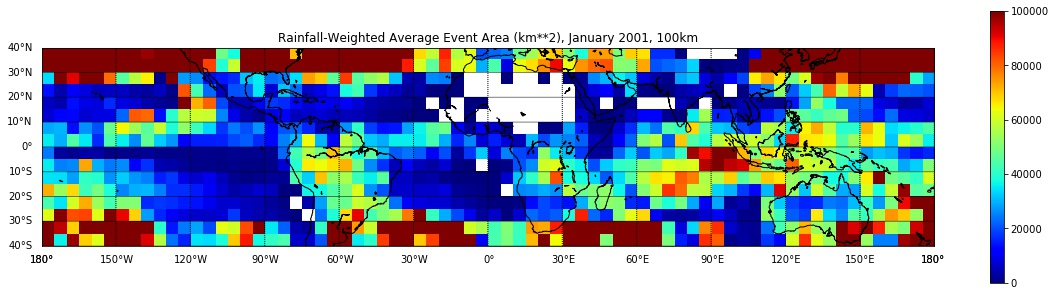 Rainfall-Weighted Average Event Area (km**2), January 2001, 100km
100000
80000
60000
40000
20000
0
40°N
30°N
20°N
10°N
0°
10°S
20°S
30°S
40°S
180° 150°W 120°W 90°W 60°W 30°W 0° 30°E 60°E 90°E 120°E 150°E 180°